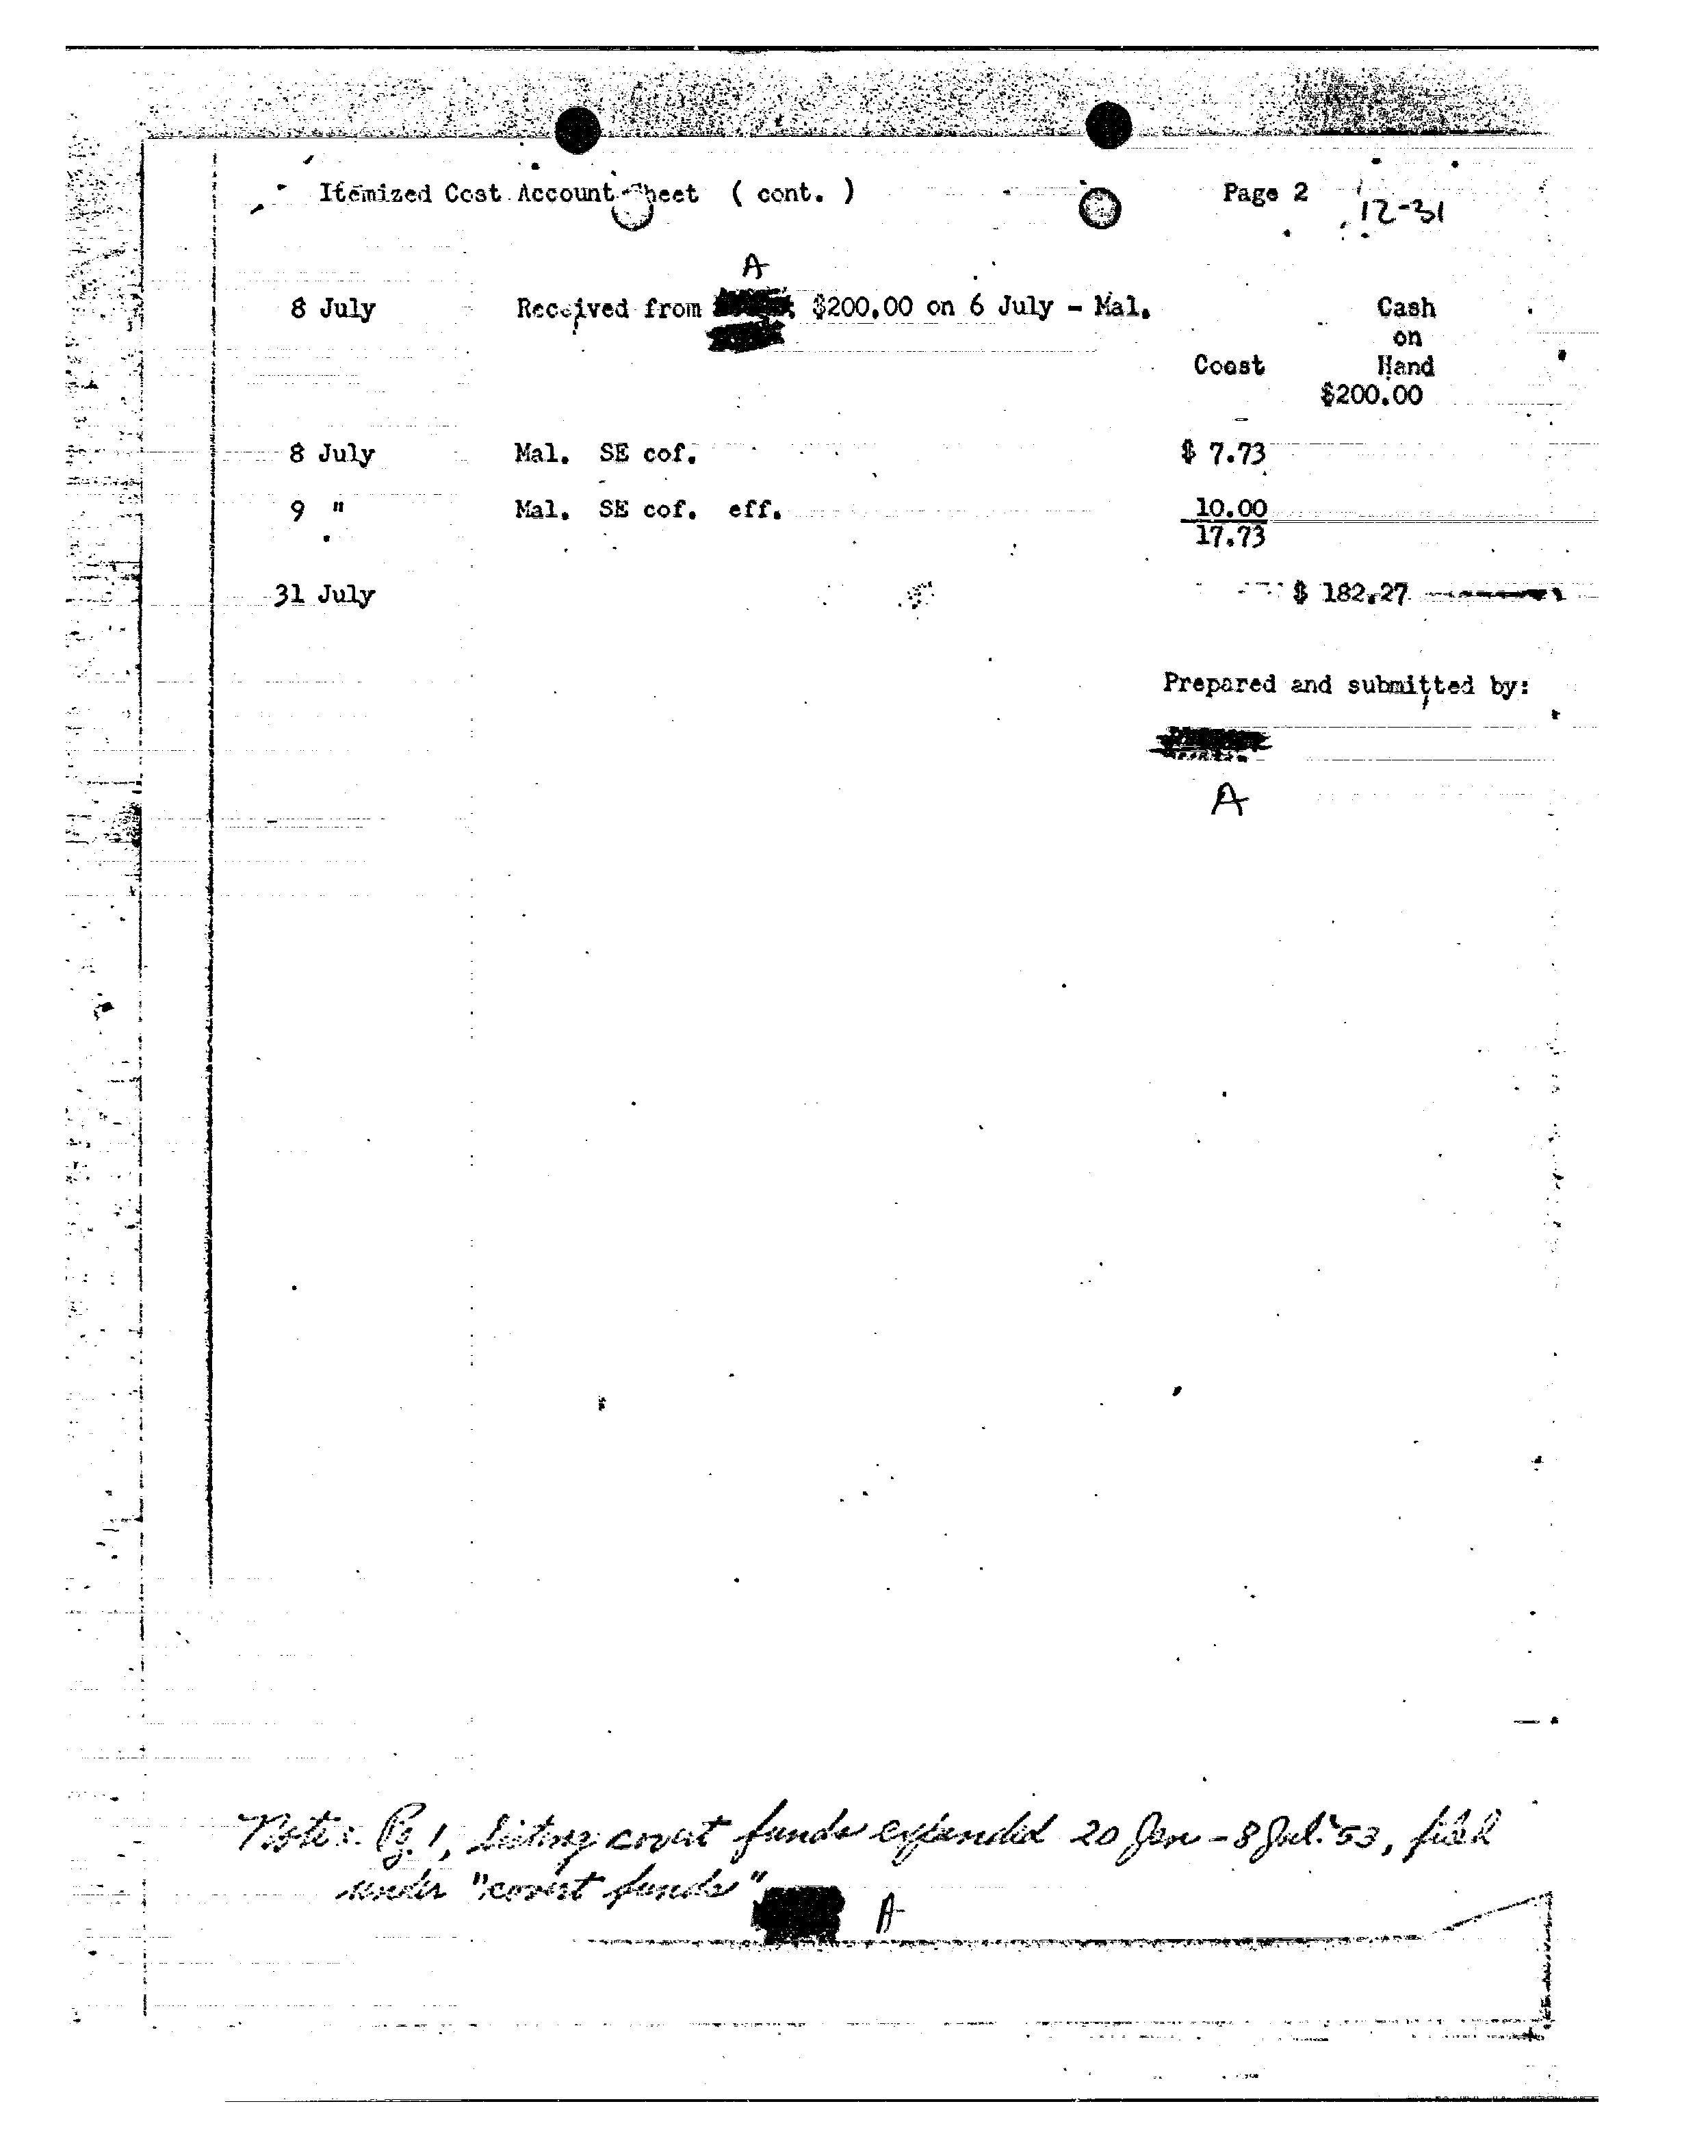 Itemized Cost Account Sheet ( cont. ) Page 2 12-31
A
8 July Received from $200.00 on 6 July - Mal. Cash
on
Coast Hand
$200.00
8 July Mal. SE cof. $ 7.73
9 " Mal. SE cof. eff. 10.00
17.73
31 July $ 182.27
Prepared and submitted by:
A
Note: Pg. 1, listing covert funds expended 20 Jan - 8 Jul. '53, filed
under "covert funds"
A